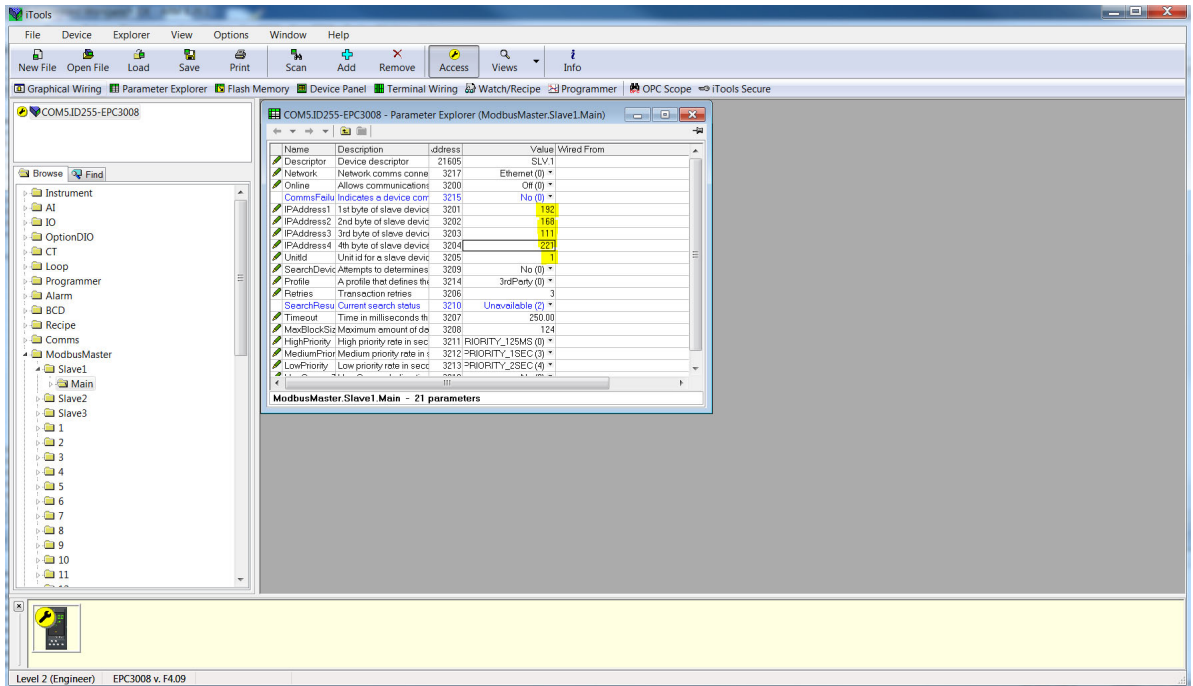 iTools
File Device Explorer View Options Window Help
New File Open File Load Save Print Scan Add Remove Access Views Info
Graphical Wiring Parameter Explorer Flash Memory Device Panel Terminal Wiring Watch/Recipe Programmer OPC Scope iTools Secure
COM5.ID255-EPC3008
Browse Find
Instrument
AI
IO
OptionDIO
CT
Loop
Programmer
Alarm
BCD
Recipe
Comms
ModbusMaster
Slave1
Main
Slave2
Slave3
1
2
3
4
5
6
7
8
9
10
11
COM5.ID255-EPC3008 - Parameter Explorer (ModbusMaster.Slave1.Main)
Name Description ddress Value Wired From
Descriptor Device descriptor 21605 SLV.1
Network Network comms conne 3217 Ethernet (0)
Online Allows communications 3200 Off (0)
CommsFailu Indicates a device com 3215 No (0)
IPAddress1 1st byte of slave device 3201 192
IPAddress2 2nd byte of slave devic 3202 168
IPAddress3 3rd byte of slave devic 3203 111
IPAddress4 4th byte of slave device 3204 221
UnitId Unit id for a slave devic 3205 1
SearchDevic Attempts to determines 3209 No (0)
Profile A profile that defines the 3214 3rdParty (0)
Retries Transaction retries 3206 3
SearchResu Current search status 3210 Unavailable (2)
Timeout Time in milliseconds th 3207 250.00
MaxBlockSiz Maximum amount of da 3208 124
HighPriority High priority rate in sec 3211 RIORITY_125MS (0)
MediumPrior Medium priority rate in s 3212 PRIORITY_1SEC (3)
LowPriority Low priority rate in seco 3213 PRIORITY_2SEC (4)
ModbusMaster.Slave1.Main - 21 parameters
Level 2 (Engineer) EPC3008 v. F4.09